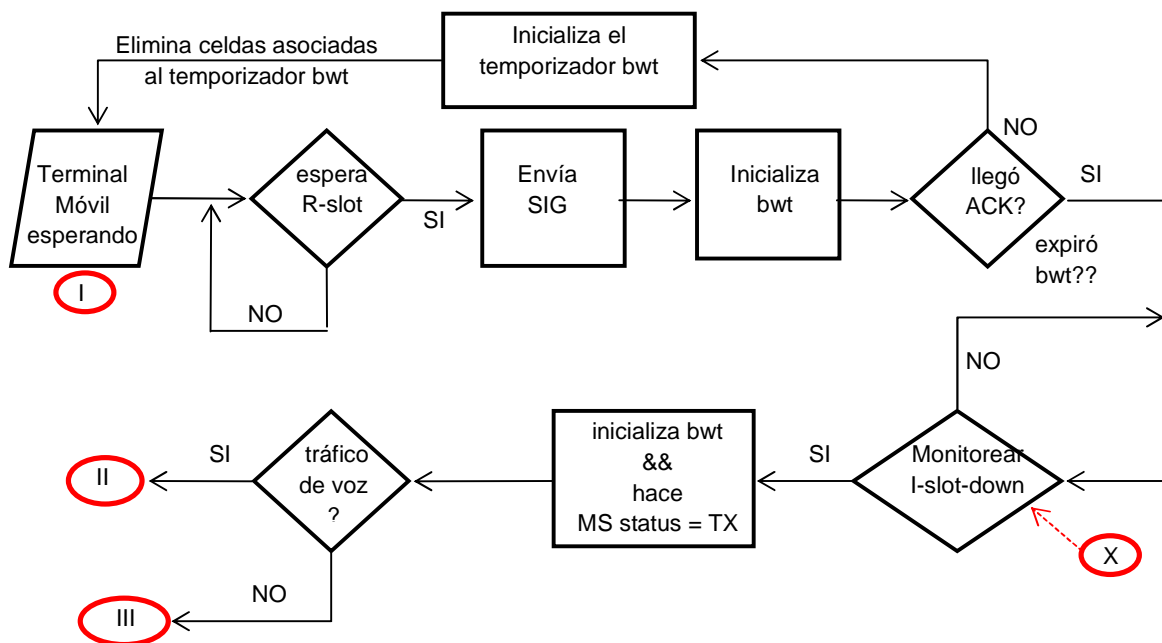 Elimina celdas asociadas
al temporizador bwt
Inicializa el
temporizador bwt
Terminal
Móvil
esperando
I
espera
R-slot
SI
NO
Envía
SIG
Inicializa
bwt
llegó
ACK?
NO
SI
expiró
bwt??
NO
Monitorear
I-slot-down
X
SI
inicializa bwt
&&
hace
MS status = TX
tráfico
de voz
?
SI
II
NO
III